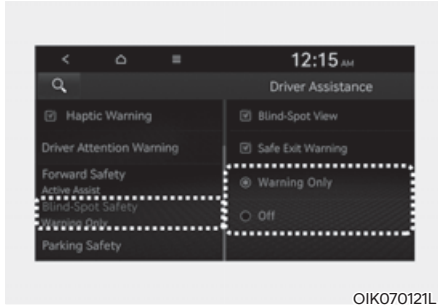 12:15 AM
Driver Assistance
Haptic Warning
Driver Attention Warning
Forward Safety
Active Assist
Blind-Spot Safety
Warning Only
Parking Safety
Blind-Spot View
Safe Exit Warning
Warning Only
Off
OIK070121L